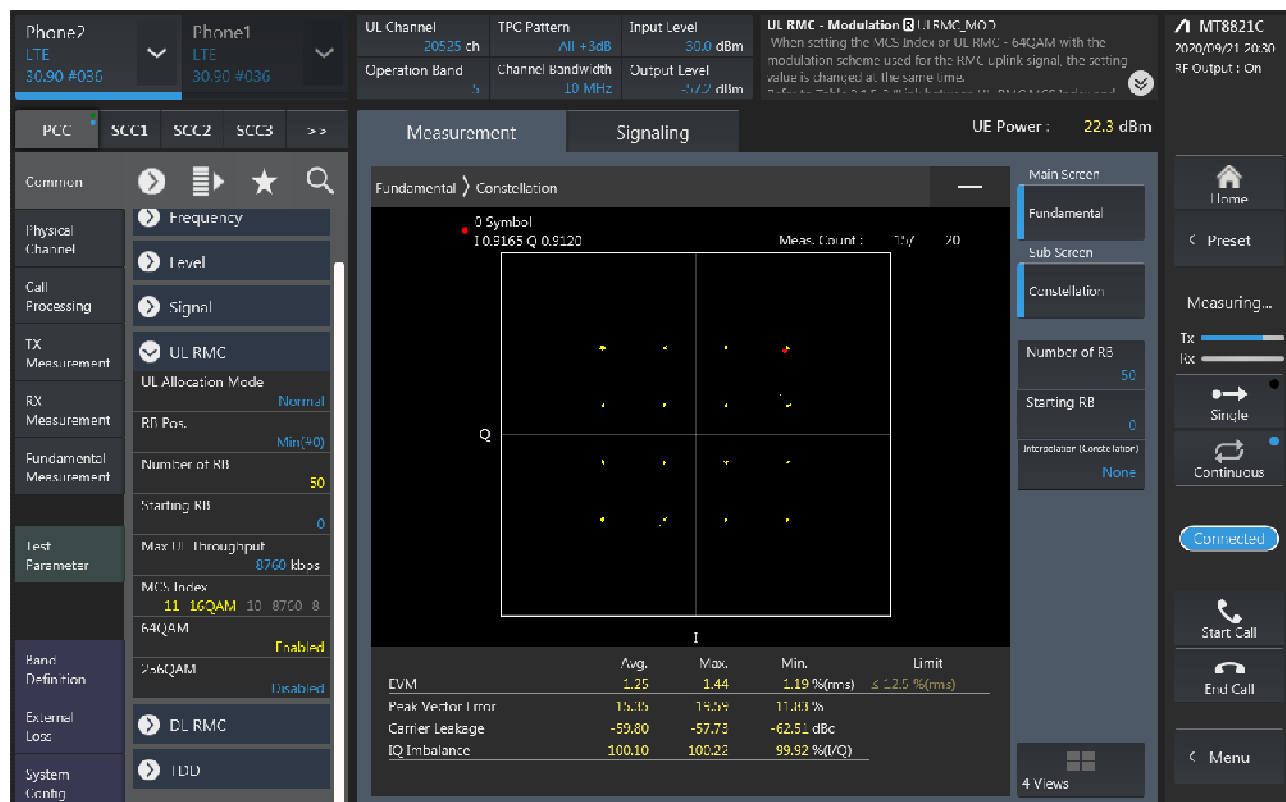 Phone2
LTE
30.90 #036
Phone1
LTE
30.90 #036
UL Channel
20525 ch
TPC Pattern
All +3dB
Input Level
30.0 dBm
Operation Band
5
Channel Bandwidth
10 MHz
Output Level
-57.2 dBm
UL RMC - Modulation ULRMC_MOD
When setting the MCS Index or UL RMC - 64QAM with the
modulation scheme used for the RMC uplink signal, the setting
value is changed at the same time.
MT8821C
2020/09/21 20:30
RF Output : On
PCC
SCC1
SCC2
SCC3
>>
Measurement
Signaling
UE Power : 22.3 dBm
Common
Physical
Channel
Call
Processing
TX
Measurement
RX
Measurement
Fundamental
Measurement
Test
Parameter
Band
Definition
External
Loss
System
Config
Frequency
Level
Signal
UL RMC
UL Allocation Mode
Normal
RB Pos.
Min(#0)
Number of RB
50
Starting RB
0
Max UL Throughput
8760 kbps
MCS Index
11 16QAM 10 8760 8
64QAM
Enabled
256QAM
Disabled
DL RMC
TDD
Fundamental
Constellation
0 Symbol
I 0.9165 Q 0.9120
Meas. Count : 15/ 20
Q
I
Avg. Max. Min. Limit
EVM 1.25 1.44 1.19 %(rms) ≤ 12.5 %(rms)
Peak Vector Error 15.35 19.59 11.83 %
Carrier Leakage -59.80 -57.73 -62.51 dBc
IQ Imbalance 100.10 100.22 99.92 %(I/Q)
Main Screen
Fundamental
Sub Screen
Constellation
Number of RB
50
Starting RB
0
Interpolation (Constellation)
None
4 Views
Home
< Preset
Measuring...
Tx
Rx
Single
Continuous
Connected
Start Call
End Call
< Menu